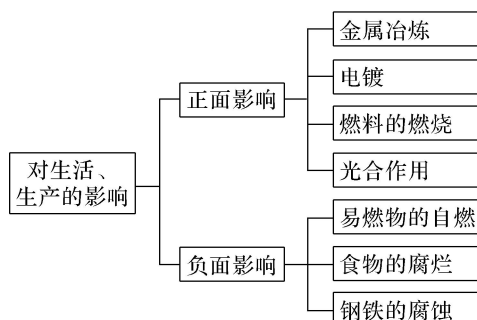 对生活、
生产的影响
正面影响
金属冶炼
电镀
燃料的燃烧
光合作用
负面影响
易燃物的自燃
食物的腐烂
钢铁的腐蚀